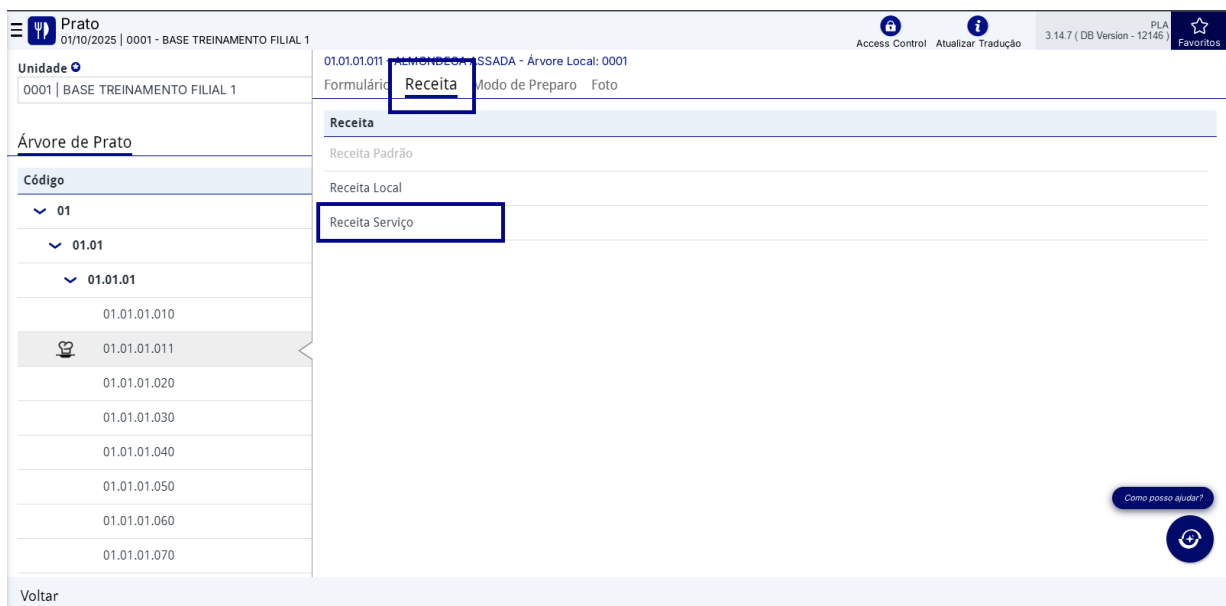 Prato
01/10/2025 | 0001 - BASE TREINAMENTO FILIAL 1
Access Control
Atualizar Tradução
PLA
3.14.7 ( DB Version - 12146 )
Favoritos
Unidade
0001 | BASE TREINAMENTO FILIAL 1
Árvore de Prato
Código
01
01.01
01.01.01
01.01.01.010
01.01.01.011
01.01.01.020
01.01.01.030
01.01.01.040
01.01.01.050
01.01.01.060
01.01.01.070
01.01.01.011 - ALMONDEGA ASSADA - Árvore Local: 0001
Formulário Receita Modo de Preparo Foto
Receita
Receita Padrão
Receita Local
Receita Serviço
Como posso ajudar?
Voltar